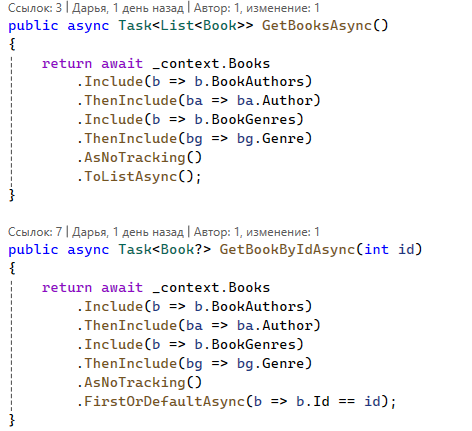 Ссылок: 3 | Дарья, 1 день назад | Автор: 1, изменение: 1
public async Task<List<Book>> GetBooksAsync()
{
    return await _context.Books
        .Include(b => b.BookAuthors)
        .ThenInclude(ba => ba.Author)
        .Include(b => b.BookGenres)
        .ThenInclude(bg => bg.Genre)
        .AsNoTracking()
        .ToListAsync();
}
Ссылок: 7 | Дарья, 1 день назад | Автор: 1, изменение: 1
public async Task<Book?> GetBookByIdAsync(int id)
{
    return await _context.Books
        .Include(b => b.BookAuthors)
        .ThenInclude(ba => ba.Author)
        .Include(b => b.BookGenres)
        .ThenInclude(bg => bg.Genre)
        .AsNoTracking()
        .FirstOrDefaultAsync(b => b.Id == id);
}